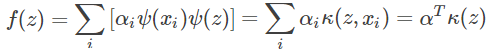 f(z) = ∑_i [α_i ψ(x_i)ψ(z)] = ∑_i α_i κ(z, x_i) = α^T κ(z)